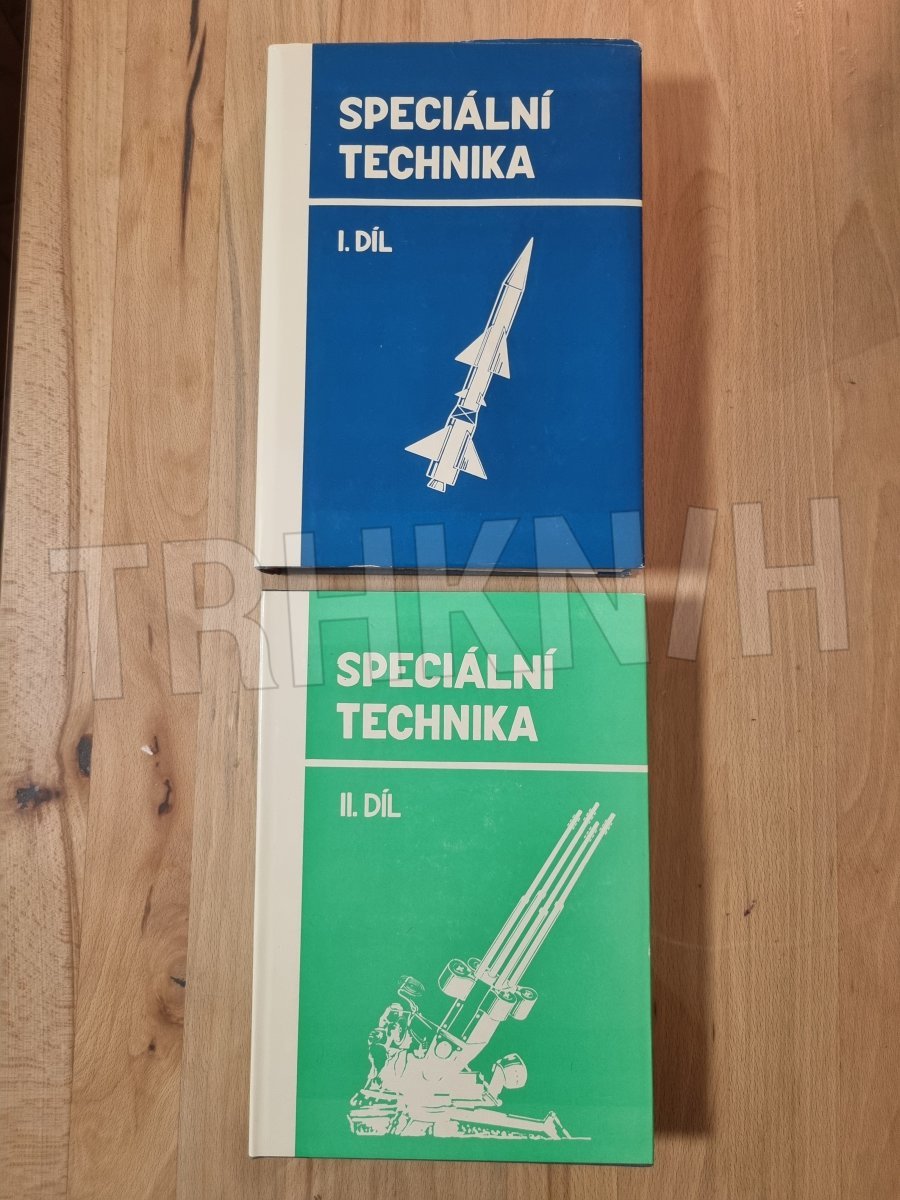 SPECIÁLNÍ
TECHNIKA
I. DÍL
TRHKNIH
SPECIÁLNÍ
TECHNIKA
II. DÍL